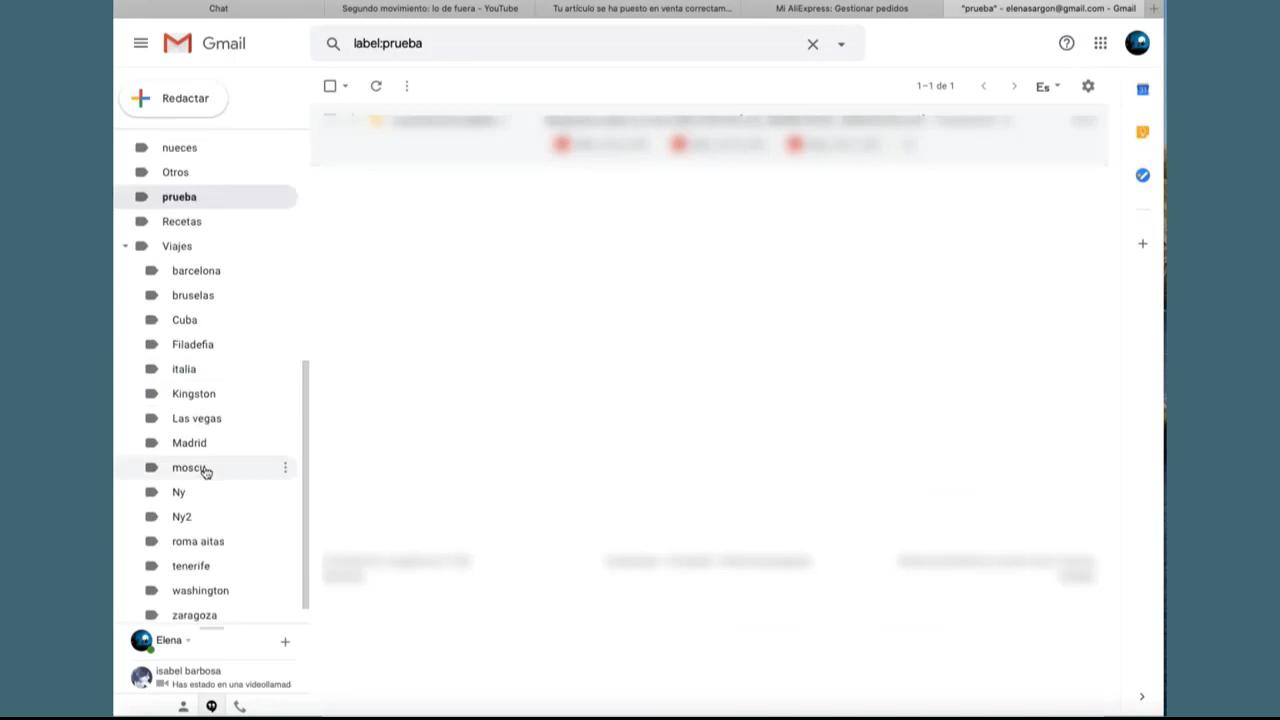 Chat
Segundo movimiento: lo de fuera - YouTube
Tu artículo se ha puesto en venta correctam...
Mi AliExpress: Gestionar pedidos
"prueba" - elenasargon@gmail.com - Gmail
Gmail
label:prueba
Redactar
1–1 de 1
Es
nueces
Otros
prueba
Recetas
Viajes
barcelona
bruselas
Cuba
Filadefia
italia
Kingston
Las vegas
Madrid
moscu
Ny
Ny2
roma aitas
tenerife
washington
zaragoza
Elena
isabel barbosa
Has estado en una videollamad